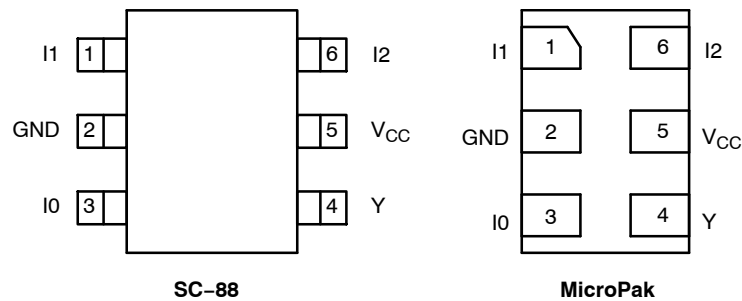 I1 1 6 I2
GND 2 5 VCC
I0 3 4 Y
SC–88
I1 1 6 I2
GND 2 5 VCC
I0 3 4 Y
MicroPak